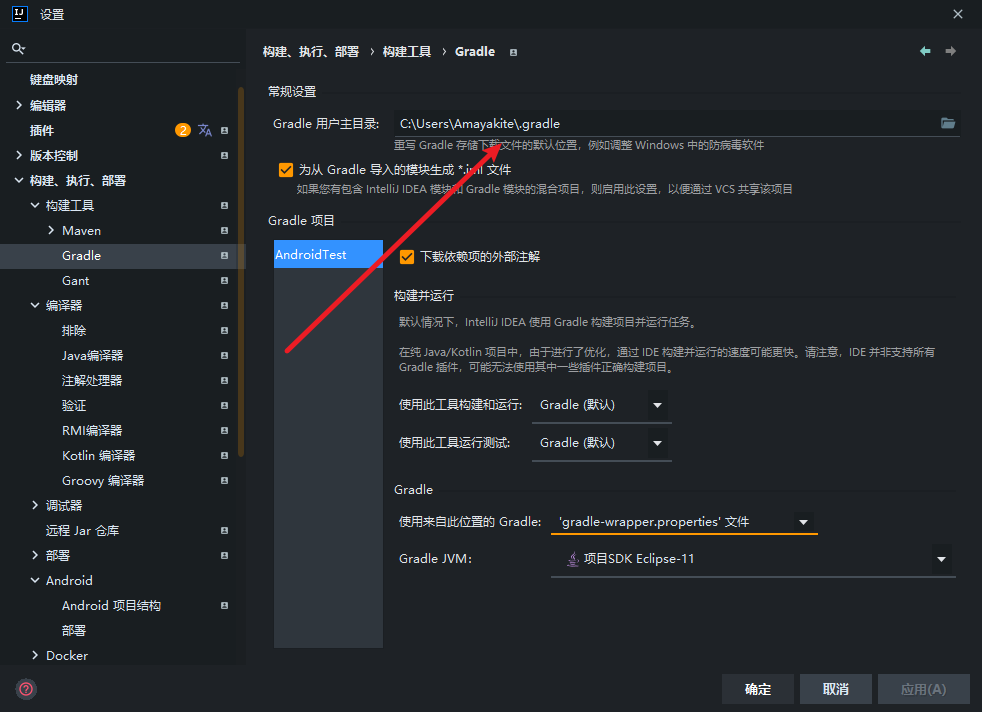 设置
键盘映射
编辑器
插件 2
版本控制
构建、执行、部署
构建工具
Maven
Gradle
Gant
编译器
排除
Java编译器
注解处理器
验证
RMI编译器
Kotlin 编译器
Groovy 编译器
调试器
远程 Jar 仓库
部署
Android
Android 项目结构
部署
Docker
构建、执行、部署 › 构建工具 › Gradle
常规设置
Gradle 用户主目录: C:\Users\Amayakite\.gradle
重写 Gradle 存储下载文件的默认位置，例如调整 Windows 中的防病毒软件
为从 Gradle 导入的模块生成 *.iml 文件
如果您有包含 IntelliJ IDEA 模块和 Gradle 模块的混合项目，则启用此设置，以便通过 VCS 共享该项目
Gradle 项目
AndroidTest
下载依赖项的外部注解
构建并运行
默认情况下，IntelliJ IDEA 使用 Gradle 构建项目并运行任务。
在纯 Java/Kotlin 项目中，由于进行了优化，通过 IDE 构建并运行的速度可能更快。请注意，IDE 并非支持所有
Gradle 插件，可能无法使用其中一些插件正确构建项目。
使用此工具构建和运行: Gradle (默认)
使用此工具运行测试: Gradle (默认)
Gradle
使用来自此位置的 Gradle: 'gradle-wrapper.properties' 文件
Gradle JVM: 项目SDK Eclipse-11
确定 取消 应用(A)